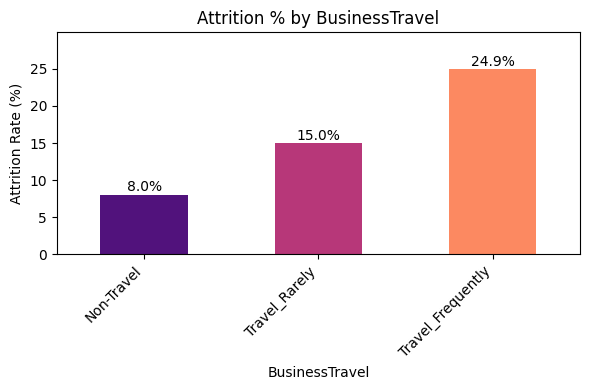 Attrition % by BusinessTravel
Attrition Rate (%)
25
20
15
10
5
0
8.0%
15.0%
24.9%
Non-Travel
Travel_Rarely
Travel_Frequently
BusinessTravel